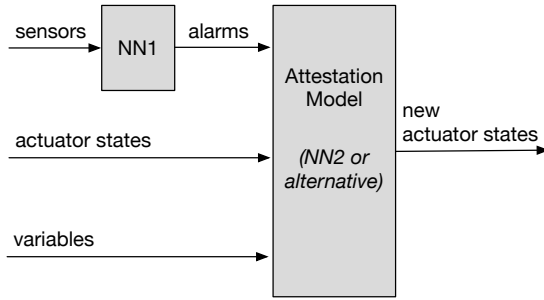 sensors
NN1
alarms
Attestation
Model
(NN2 or
alternative)
actuator states
new
actuator states
variables